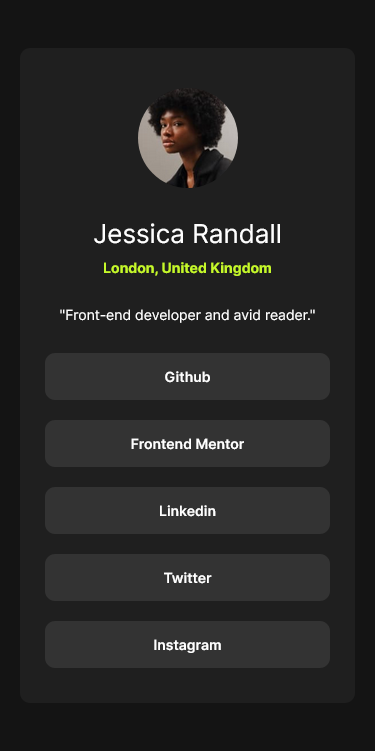 Jessica Randall
London, United Kingdom
"Front-end developer and avid reader."
Github
Frontend Mentor
Linkedin
Twitter
Instagram